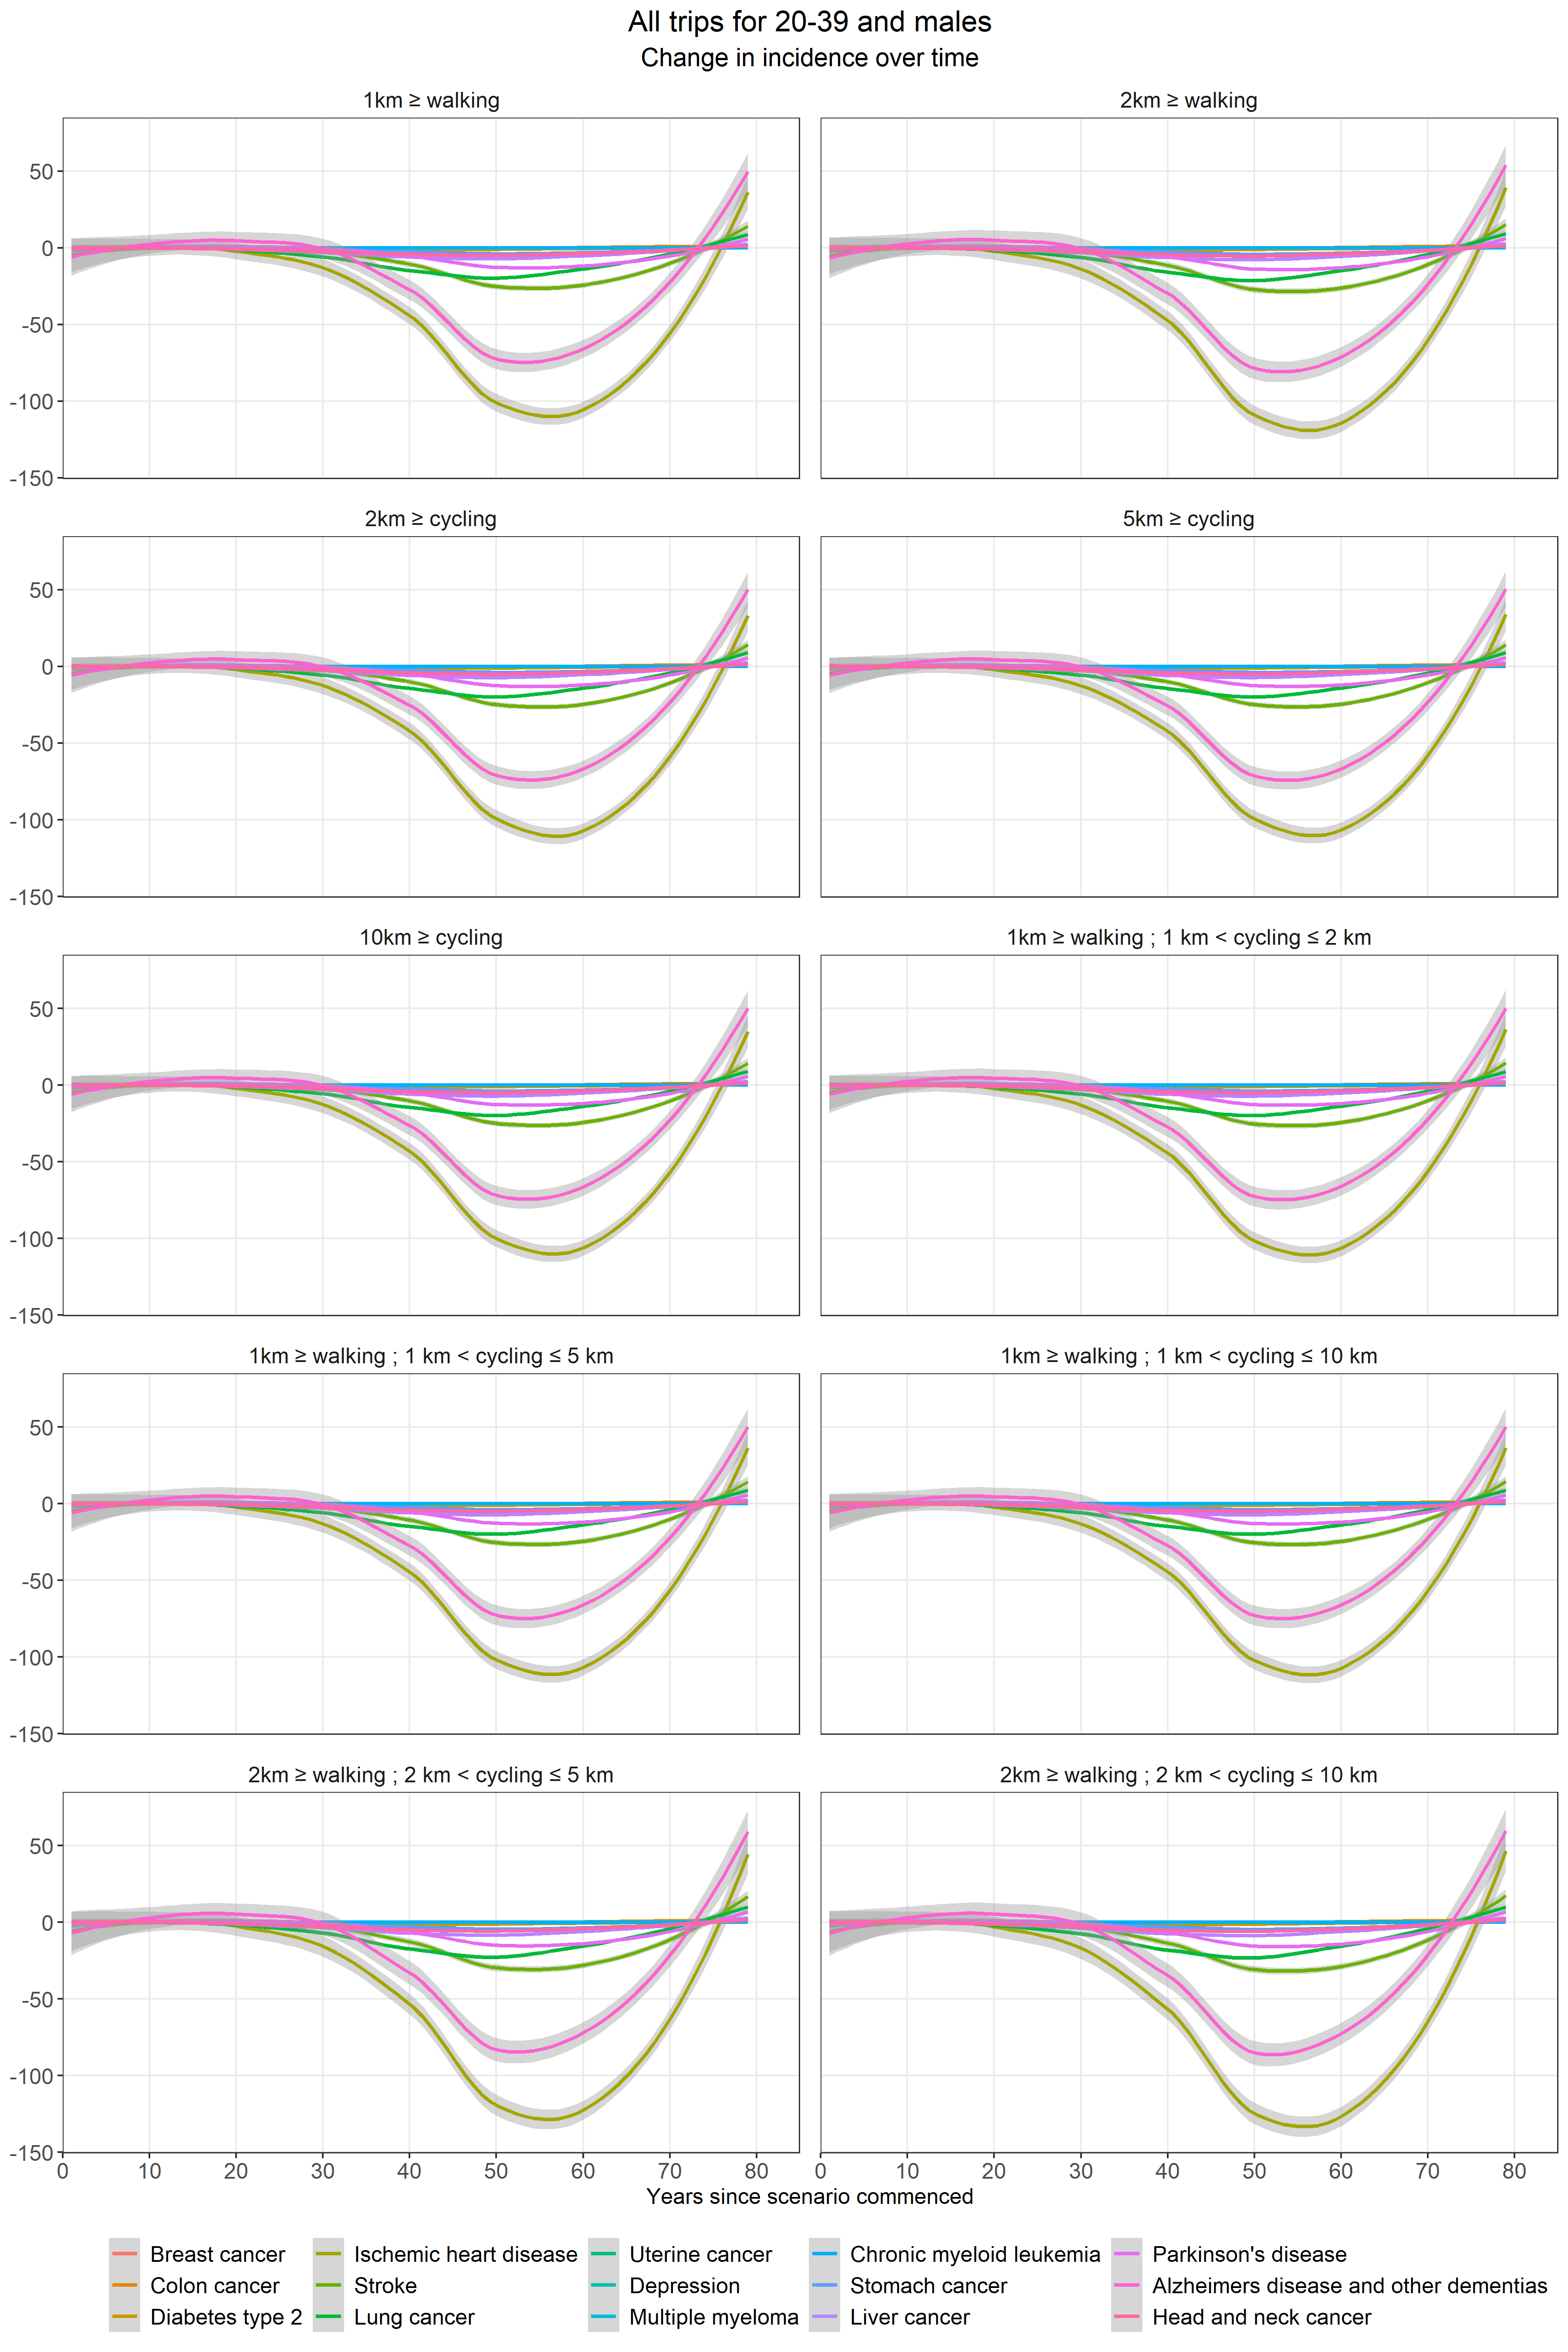 All trips for 20-39 and males
Change in incidence over time
1km ≥ walking
2km ≥ walking
50
0
-50
-100
-150
2km ≥ cycling
5km ≥ cycling
50
0
-50
-100
-150
10km ≥ cycling
1km ≥ walking ; 1 km < cycling ≤ 2 km
50
0
-50
-100
-150
1km ≥ walking ; 1 km < cycling ≤ 5 km
1km ≥ walking ; 1 km < cycling ≤ 10 km
50
0
-50
-100
-150
2km ≥ walking ; 2 km < cycling ≤ 5 km
2km ≥ walking ; 2 km < cycling ≤ 10 km
50
0
-50
-100
-150
0 10 20 30 40 50 60 70 80
0 10 20 30 40 50 60 70 80
Years since scenario commenced
Breast cancer
Colon cancer
Diabetes type 2
Ischemic heart disease
Stroke
Lung cancer
Uterine cancer
Depression
Multiple myeloma
Chronic myeloid leukemia
Stomach cancer
Liver cancer
Parkinson's disease
Alzheimers disease and other dementias
Head and neck cancer